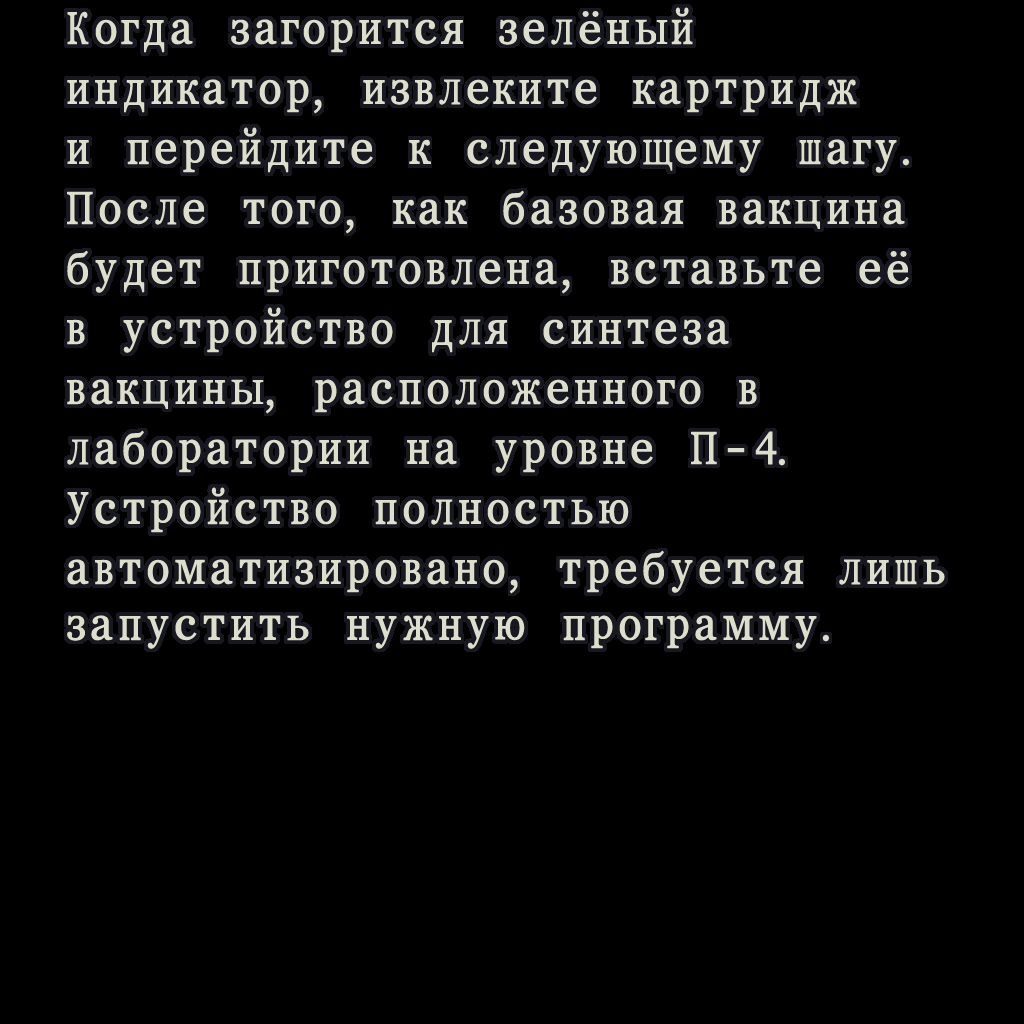 Когда загорится зелёный
индикатор, извлеките картридж
и перейдите к следующему шагу.
После того, как базовая вакцина
будет приготовлена, вставьте её
в устройство для синтеза
вакцины, расположенного в
лаборатории на уровне П-4.
Устройство полностью
автоматизировано, требуется лишь
запустить нужную программу.